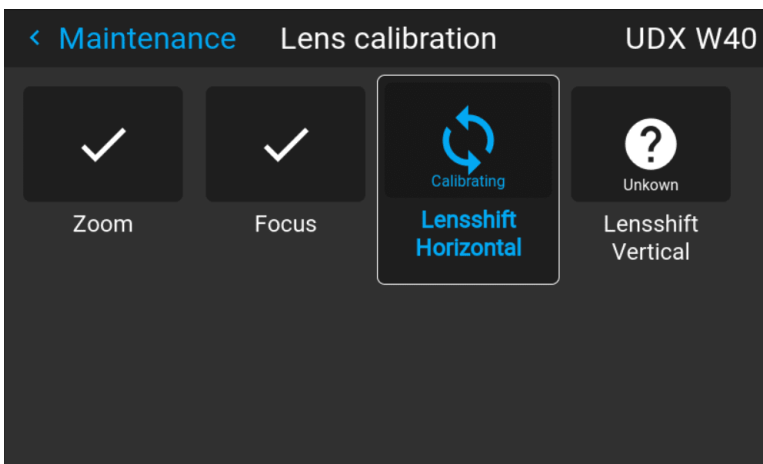 Maintenance Lens calibration UDX W40
Calibrating
Unkown
Zoom
Focus
Lensshift
Horizontal
Lensshift
Vertical